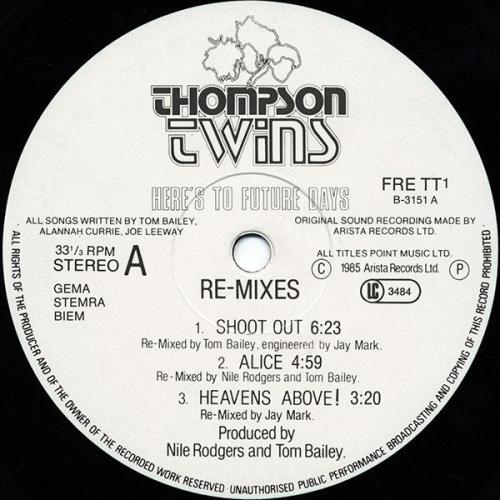 THOMPSON
TWINS
HERE'S TO FUTURE DAYS
FRE TT1
B-3151 A
ALL SONGS WRITTEN BY TOM BAILEY,
ALANNAH CURRIE, JOE LEEWAY
ORIGINAL SOUND RECORDING MADE BY
ARISTA RECORDS LTD.
33 1/3 RPM
STEREO A
ALL TITLES POINT MUSIC LTD.
Ⓒ 1985 Arista Records Ltd. Ⓟ
GEMA
STEMRA
BIEM
RE-MIXES
LC 3484
1. SHOOT OUT 6:23
Re-Mixed by Tom Bailey, engineered by Jay Mark.
2. ALICE 4:59
Re-Mixed by Nile Rodgers and Tom Bailey.
3. HEAVENS ABOVE! 3:20
Re-Mixed by Jay Mark.
Produced by
Nile Rodgers and Tom Bailey.
· ALL RIGHTS OF THE PRODUCER AND OF THE OWNER OF THE RECORDED WORK RESERVED · UNAUTHORISED PUBLIC PERFORMANCE BROADCASTING AND COPYING OF THIS RECORD PROHIBITED ·